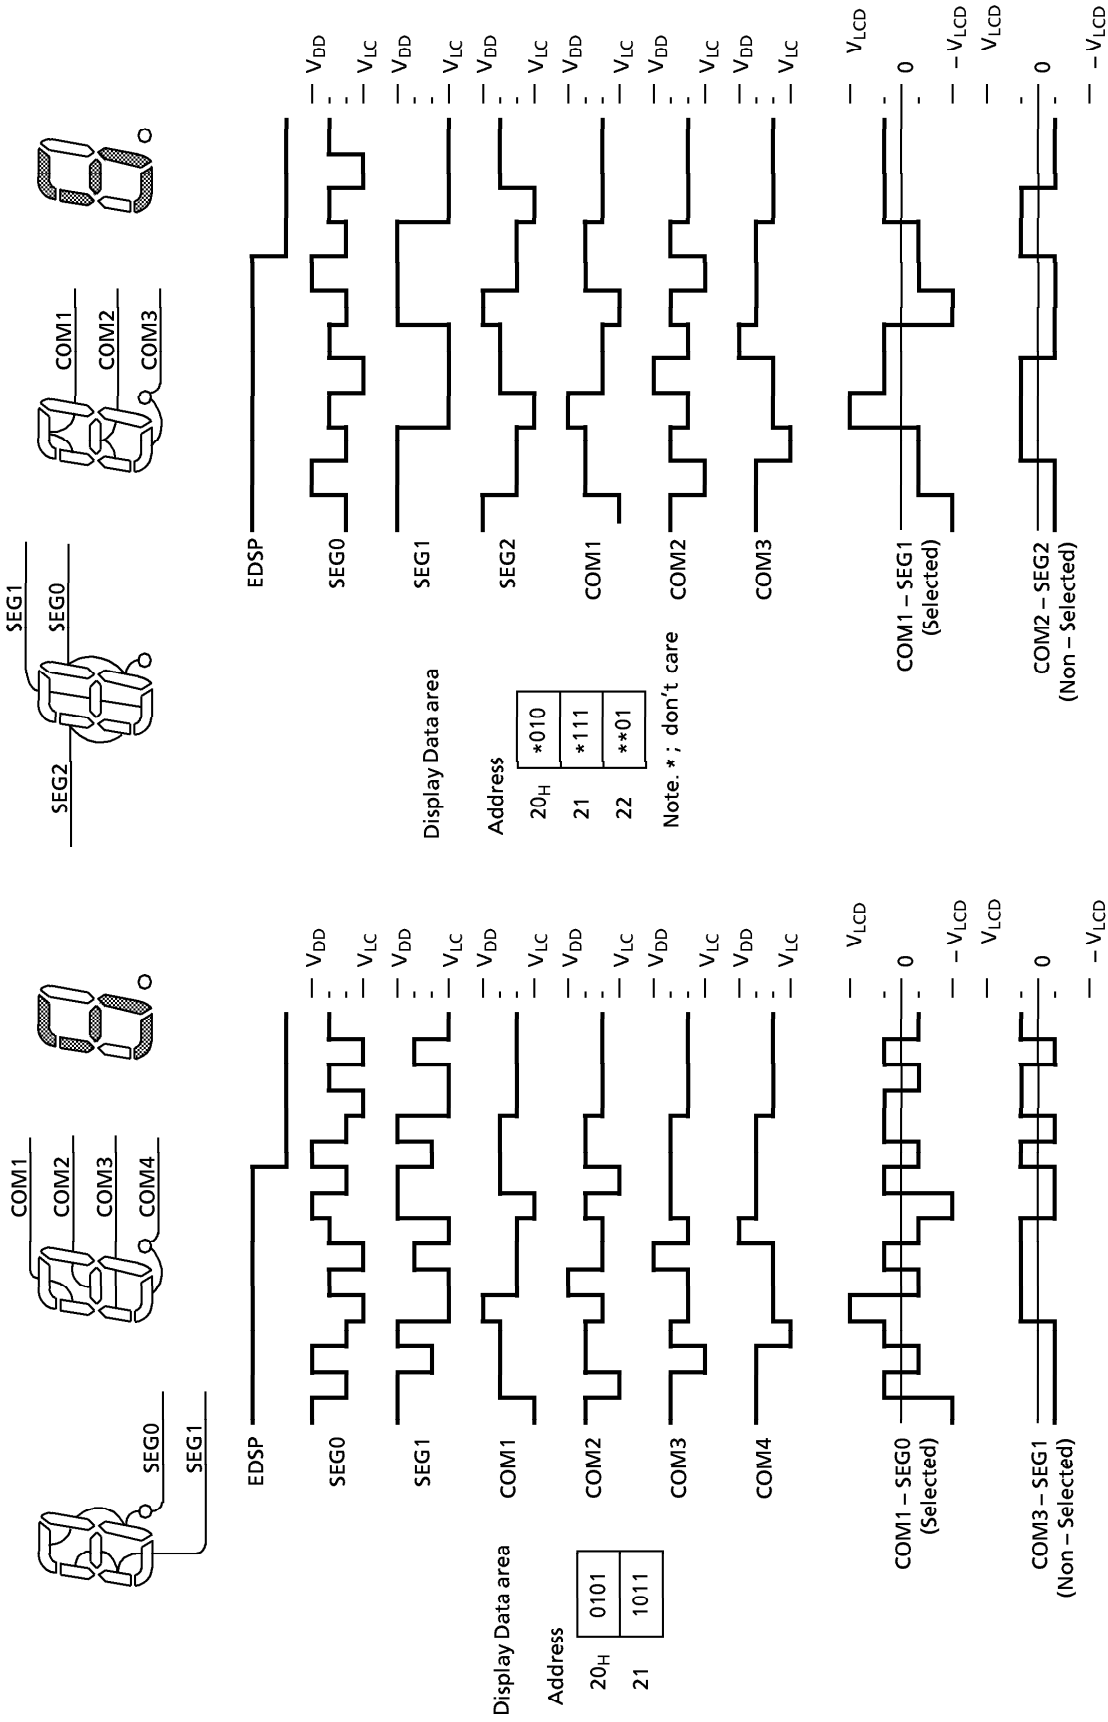 SEG0
SEG1
COM1
COM2
COM3
COM4
EDSP
SEG0
VDD
VLC
SEG1
VDD
VLC
COM1
VDD
VLC
COM2
VDD
VLC
COM3
VDD
VLC
COM4
VDD
VLC
COM1 – SEG0
(Selected)
VLCD
0
– VLCD
COM3 – SEG1
(Non – Selected)
VLCD
0
– VLCD
Display Data area
Address
20H 0101
21 1011
SEG2
SEG1
SEG0
COM1
COM2
COM3
EDSP
SEG0
VDD
VLC
SEG1
VDD
VLC
SEG2
VDD
VLC
COM1
VDD
VLC
COM2
VDD
VLC
COM3
VDD
VLC
COM1 – SEG1
(Selected)
VLCD
0
– VLCD
COM2 – SEG2
(Non – Selected)
VLCD
0
– VLCD
Display Data area
Address
20H *010
21 *111
22 **01
Note. * ; don't care